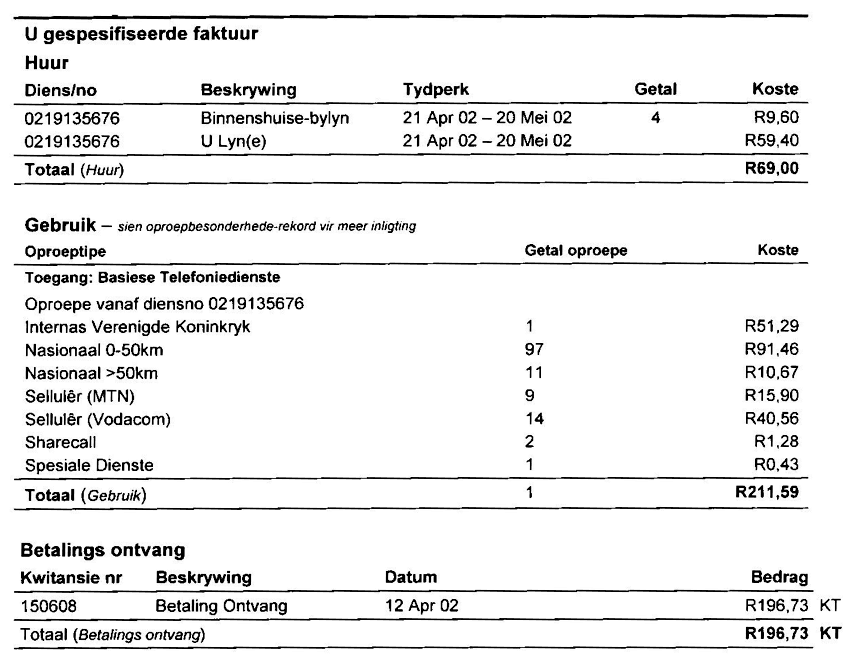 U gespesifiseerde faktuur
Huur
Diens/no Beskrywing Tydperk Getal Koste
0219135676 Binnenshuise-bylyn 21 Apr 02 – 20 Mei 02 4 R9,60
0219135676 U Lyn(e) 21 Apr 02 – 20 Mei 02 R59,40
Totaal (Huur) R69,00
Gebruik – sien oproepbesonderhede-rekord vir meer inligting
Oproeptipe Getal oproepe Koste
Toegang: Basiese Telefoniedienste
Oproepe vanaf diensno 0219135676
Internas Verenigde Koninkryk 1 R51,29
Nasionaal 0-50km 97 R91,46
Nasionaal >50km 11 R10,67
Sellulêr (MTN) 9 R15,90
Sellulêr (Vodacom) 14 R40,56
Sharecall 2 R1,28
Spesiale Dienste 1 R0,43
Totaal (Gebruik) 1 R211,59
Betalings ontvang
Kwitansie nr Beskrywing Datum Bedrag
150608 Betaling Ontvang 12 Apr 02 R196,73 KT
Totaal (Betalings ontvang) R196,73 KT